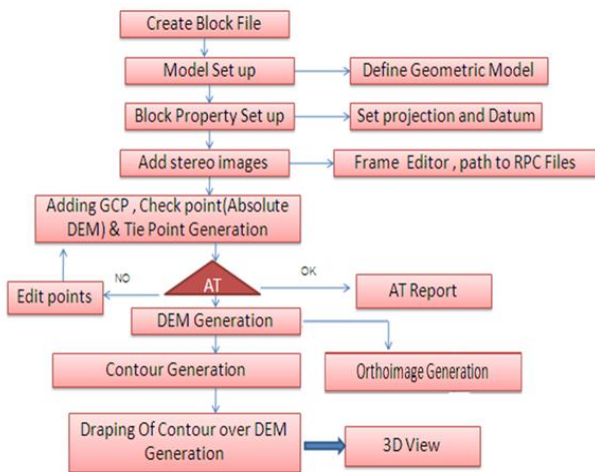 Create Block File
Model Set up
Define Geometric Model
Block Property Set up
Set projection and Datum
Add stereo images
Frame Editor , path to RPC Files
Adding GCP , Check point(Absolute
DEM) & Tie Point Generation
NO
AT
OK
Edit points
AT Report
DEM Generation
Contour Generation
Orthoimage Generation
Draping Of Contour over DEM
Generation
3D View